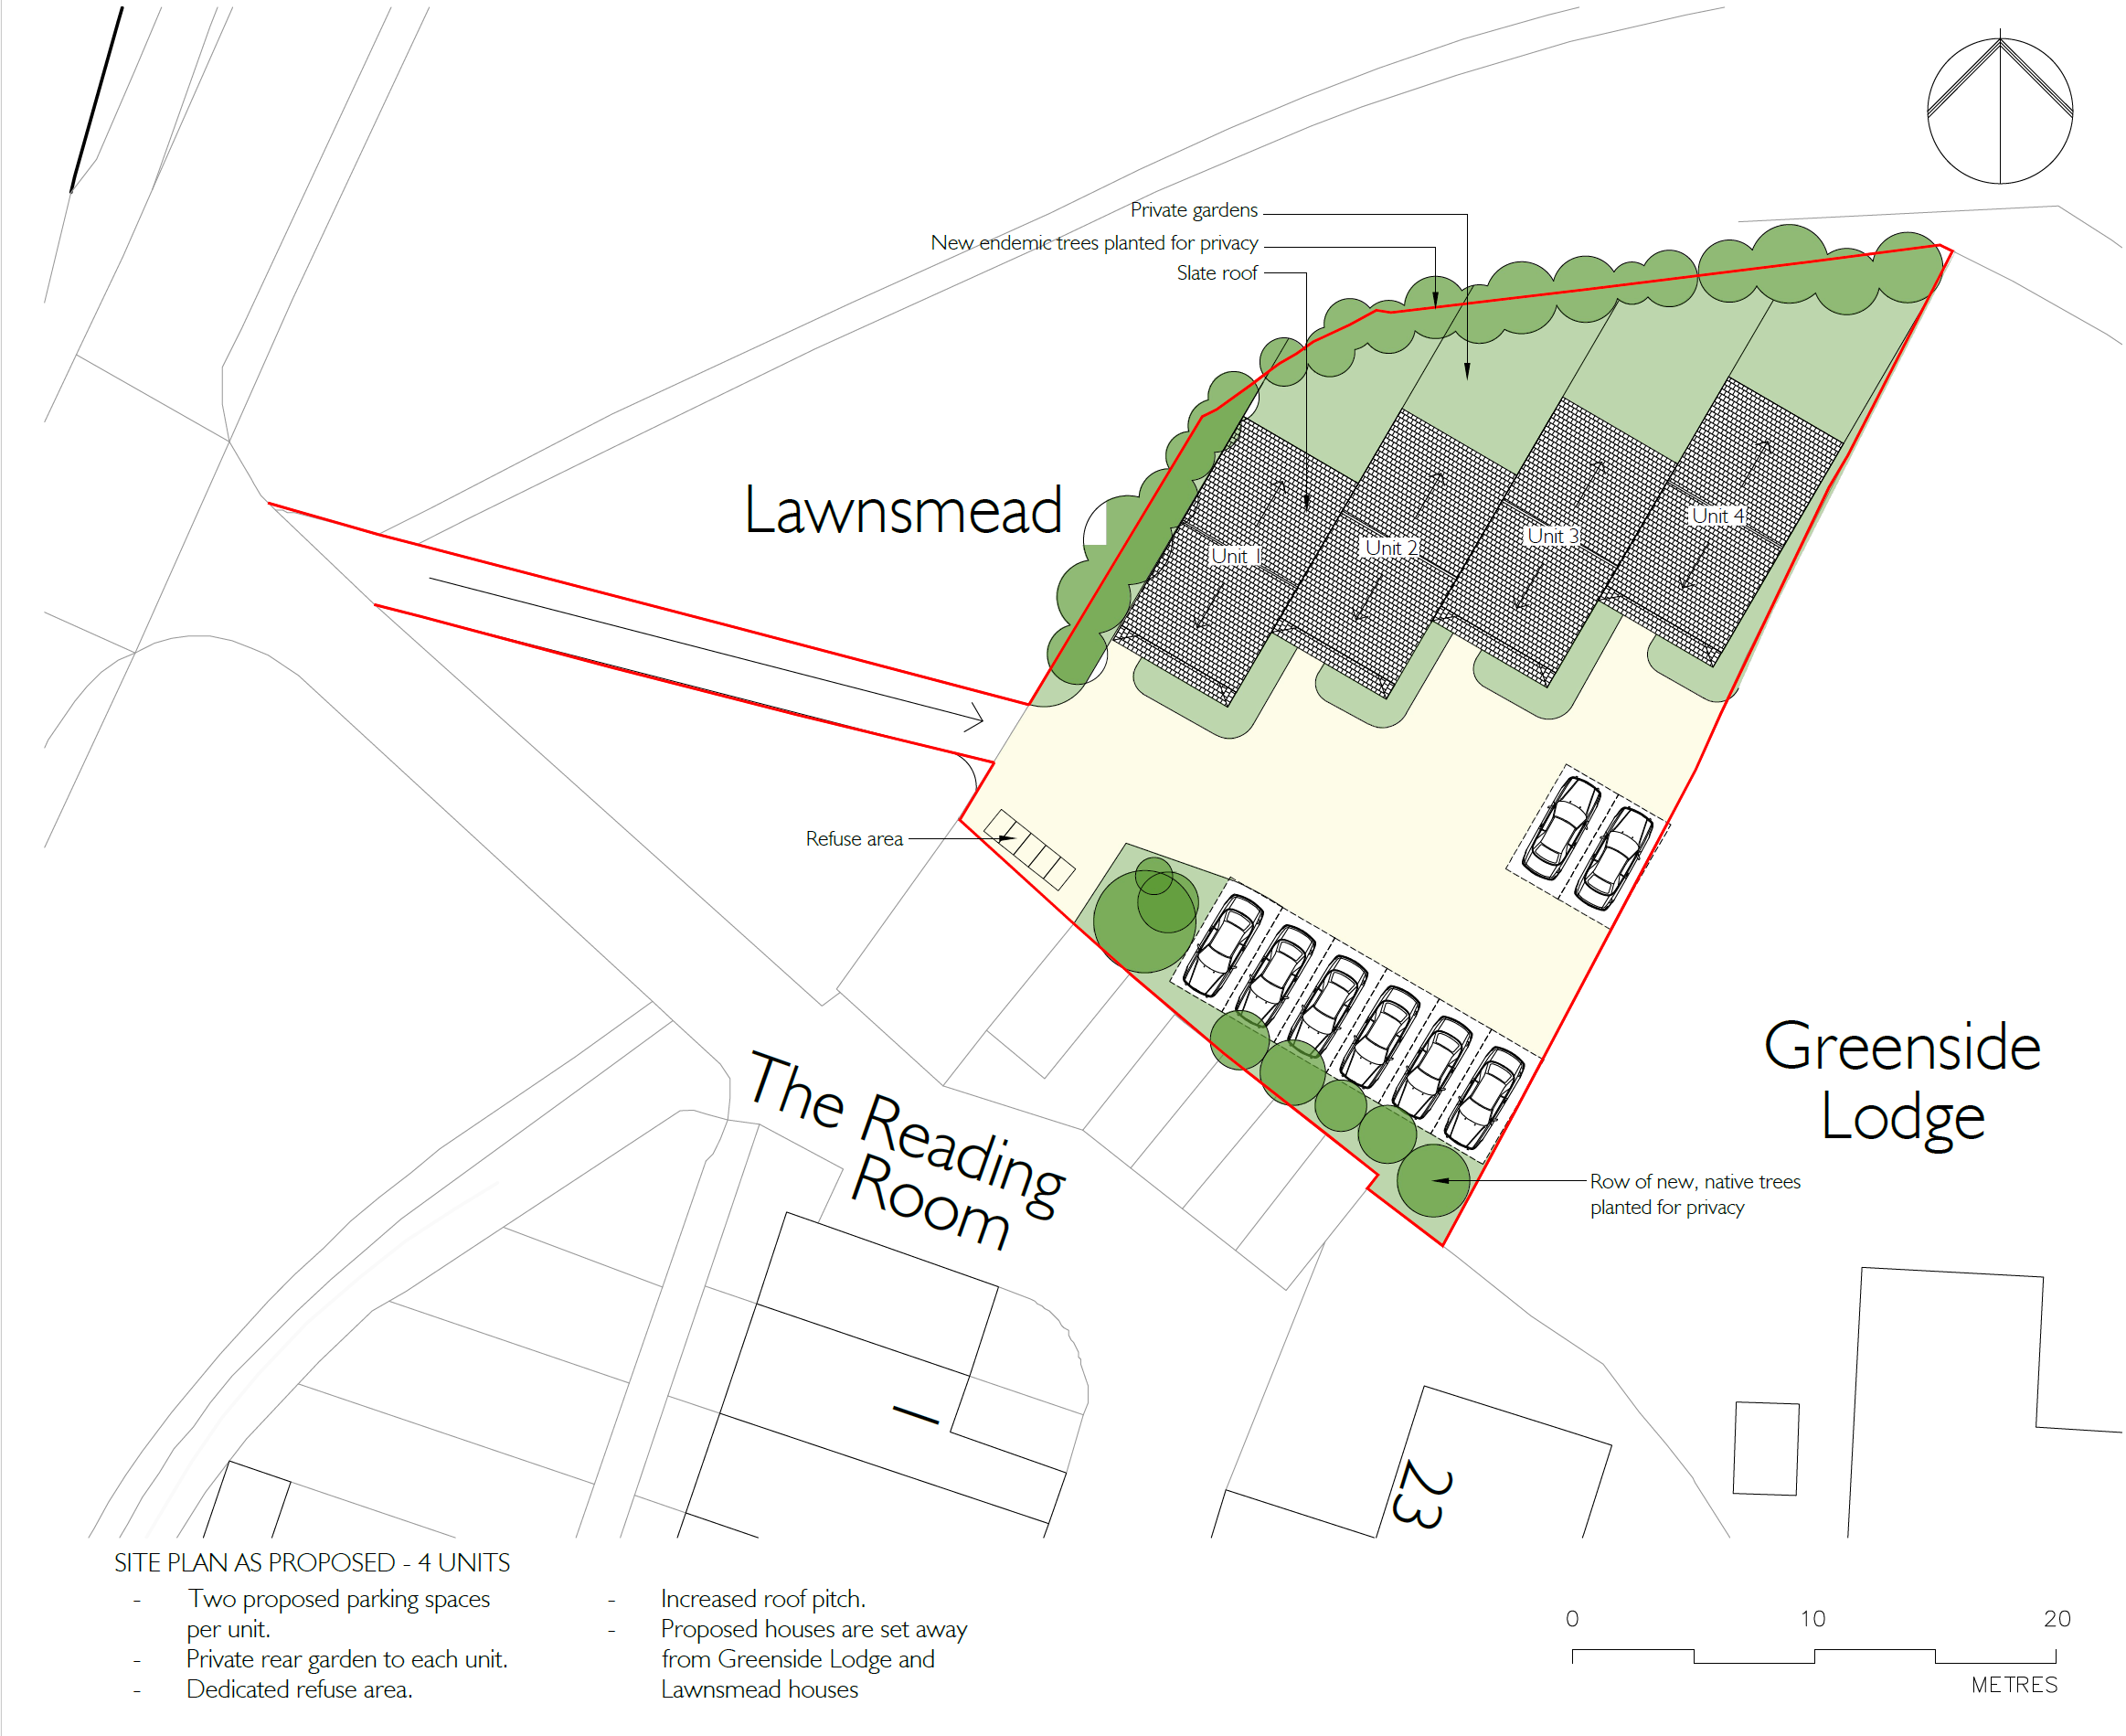 Private gardens
New endemic trees planted for privacy
Slate roof
Lawnsmead
Unit 4
Unit 3
Unit 2
Unit 1
Refuse area
Greenside
Lodge
The Reading
Room
Row of new, native trees
planted for privacy
1
23
SITE PLAN AS PROPOSED - 4 UNITS
- Two proposed parking spaces
per unit.
- Private rear garden to each unit.
- Dedicated refuse area.
- Increased roof pitch.
- Proposed houses are set away
from Greenside Lodge and
Lawnsmead houses
0 10 20
METRES